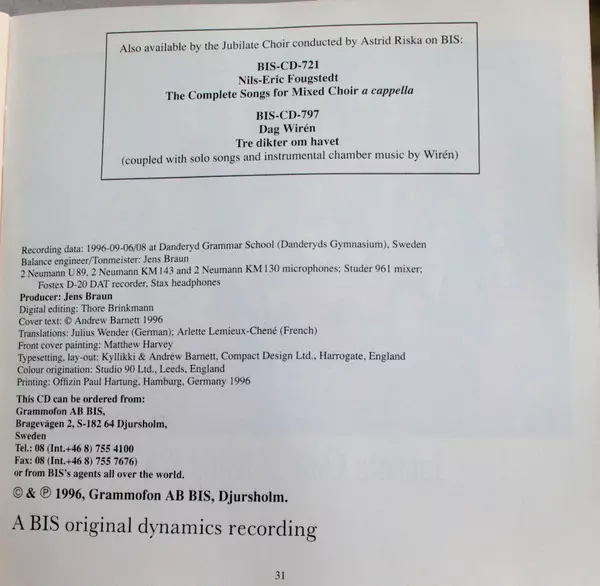 Also available by the Jubilate Choir conducted by Astrid Riska on BIS:
BIS-CD-721
Nils-Eric Fougstedt
The Complete Songs for Mixed Choir a cappella
BIS-CD-797
Dag Wirén
Tre dikter om havet
(coupled with solo songs and instrumental chamber music by Wirén)
Recording data: 1996-09-06/08 at Danderyd Grammar School (Danderyds Gymnasium), Sweden
Balance engineer/Tonmeister: Jens Braun
2 Neumann U89, 2 Neumann KM143 and 2 Neumann KM130 microphones; Studer 961 mixer;
Fostex D-20 DAT recorder, Stax headphones
Producer: Jens Braun
Digital editing: Thore Brinkmann
Cover text: © Andrew Barnett 1996
Translations: Julius Wender (German); Arlette Lemieux-Chené (French)
Front cover painting: Matthew Harvey
Typesetting, lay-out: Kyllikki & Andrew Barnett, Compact Design Ltd., Harrogate, England
Colour origination: Studio 90 Ltd., Leeds, England
Printing: Offizin Paul Hartung, Hamburg, Germany 1996
This CD can be ordered from:
Grammofon AB BIS,
Bragevägen 2, S-182 64 Djursholm,
Sweden
Tel.: 08 (Int.+46 8) 755 4100
Fax: 08 (Int.+46 8) 755 7676)
or from BIS's agents all over the world.
© & ℗ 1996, Grammofon AB BIS, Djursholm.
A BIS original dynamics recording
31